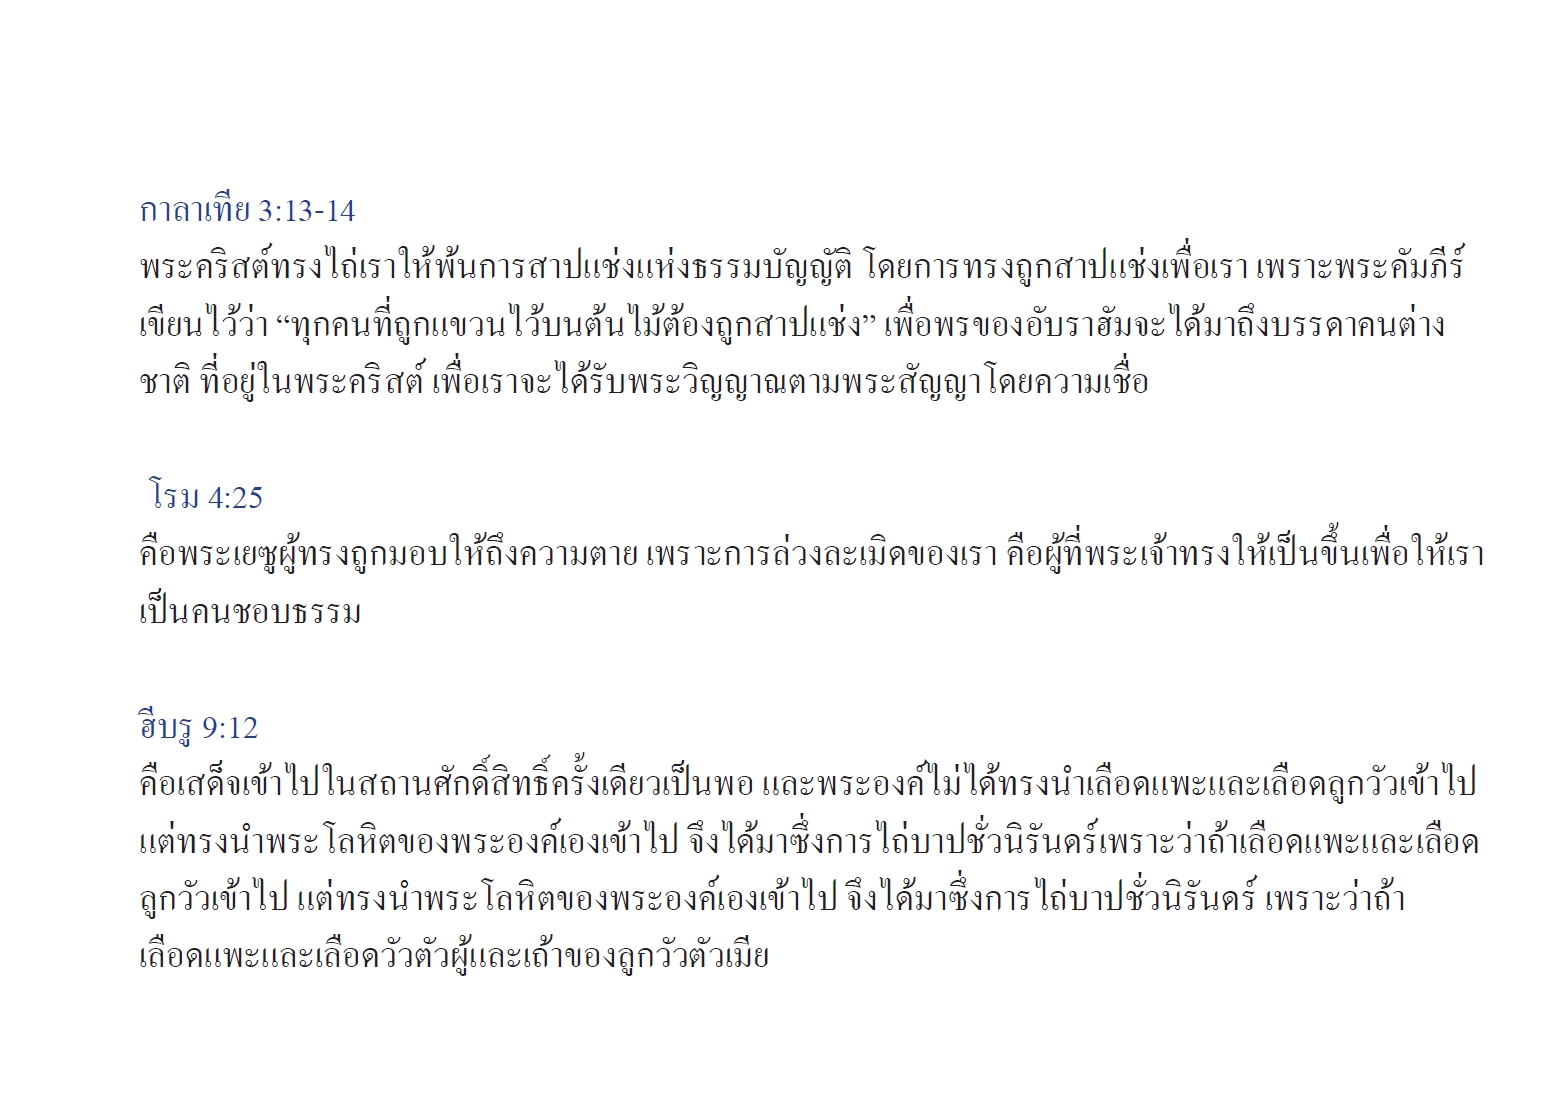 กาลาเทีย 3:13-14
พระคริสต์ทรงไถ่เราให้พ้นการสาปแช่งแห่งธรรมบัญญัติ โดยการทรงถูกสาปแช่งเพื่อเรา เพราะพระคัมภีร์
เขียนไว้ว่า “ทุกคนที่ถูกแขวนไว้บนต้นไม้ต้องถูกสาปแช่ง” เพื่อพรของอับราฮัมจะได้มาถึงบรรดาคนต่าง
ชาติ ที่อยู่ในพระคริสต์ เพื่อเราจะได้รับพระวิญญาณตามพระสัญญาโดยความเชื่อ
โรม 4:25
คือพระเยซูผู้ทรงถูกมอบให้ถึงความตาย เพราะการล่วงละเมิดของเรา คือผู้ที่พระเจ้าทรงให้เป็นขึ้นเพื่อให้เรา
เป็นคนชอบธรรม
ฮีบรู 9:12
คือเสด็จเข้าไปในสถานศักดิ์สิทธิ์ครั้งเดียวเป็นพอ และพระองค์ไม่ได้ทรงนำเลือดแพะและเลือดลูกวัวเข้าไป
แต่ทรงนำพระโลหิตของพระองค์เองเข้าไป จึงได้มาซึ่งการไถ่บาปชั่วนิรันดร์เพราะว่าถ้าเลือดแพะและเลือด
ลูกวัวเข้าไป แต่ทรงนำพระโลหิตของพระองค์เองเข้าไป จึงได้มาซึ่งการไถ่บาปชั่วนิรันดร์ เพราะว่าถ้า
เลือดแพะและเลือดวัวตัวผู้และเถ้าของลูกวัวตัวเมีย